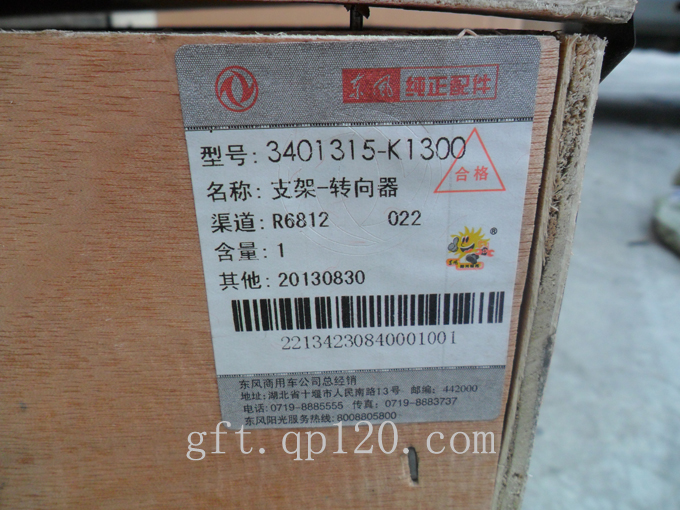 东风 纯正配件
型号: 3401315-K1300
合格
名称: 支架-转向器
渠道: R6812 022
含量: 1
®
其他: 20130830
22134230840001001
东风商用车公司总经销
地址:湖北省十堰市人民南路13号 邮编: 442000
电话:0719-8885555 传真:0719-8883737
东风阳光服务热线:8008805800
gft.qp120.com